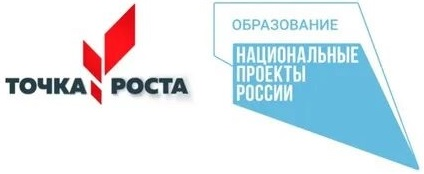 ТОЧКА РОСТА
ОБРАЗОВАНИЕ
НАЦИОНАЛЬНЫЕ
ПРОЕКТЫ
РОССИИ